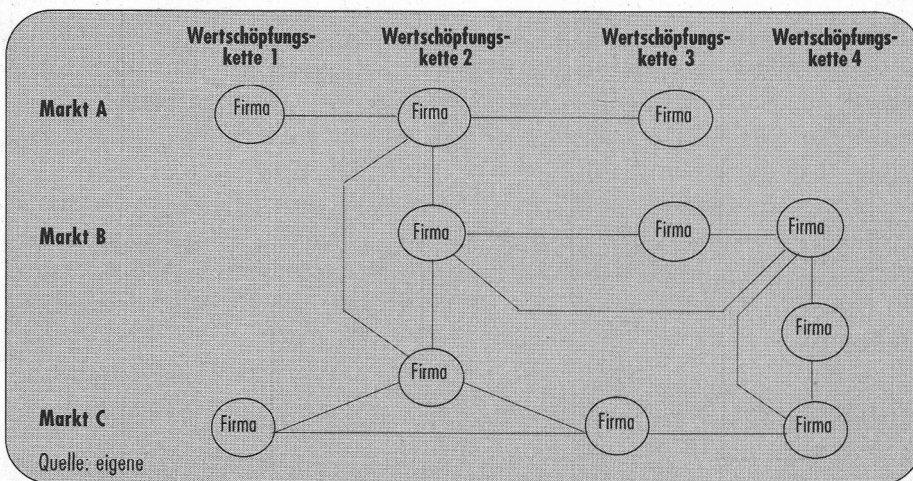 Wertschöpfungs-
kette 1
Wertschöpfungs-
kette 2
Wertschöpfungs-
kette 3
Wertschöpfungs-
kette 4
Markt A
Firma
Firma
Firma
Markt B
Firma
Firma
Firma
Firma
Firma
Markt C
Firma
Firma
Firma
Quelle: eigene